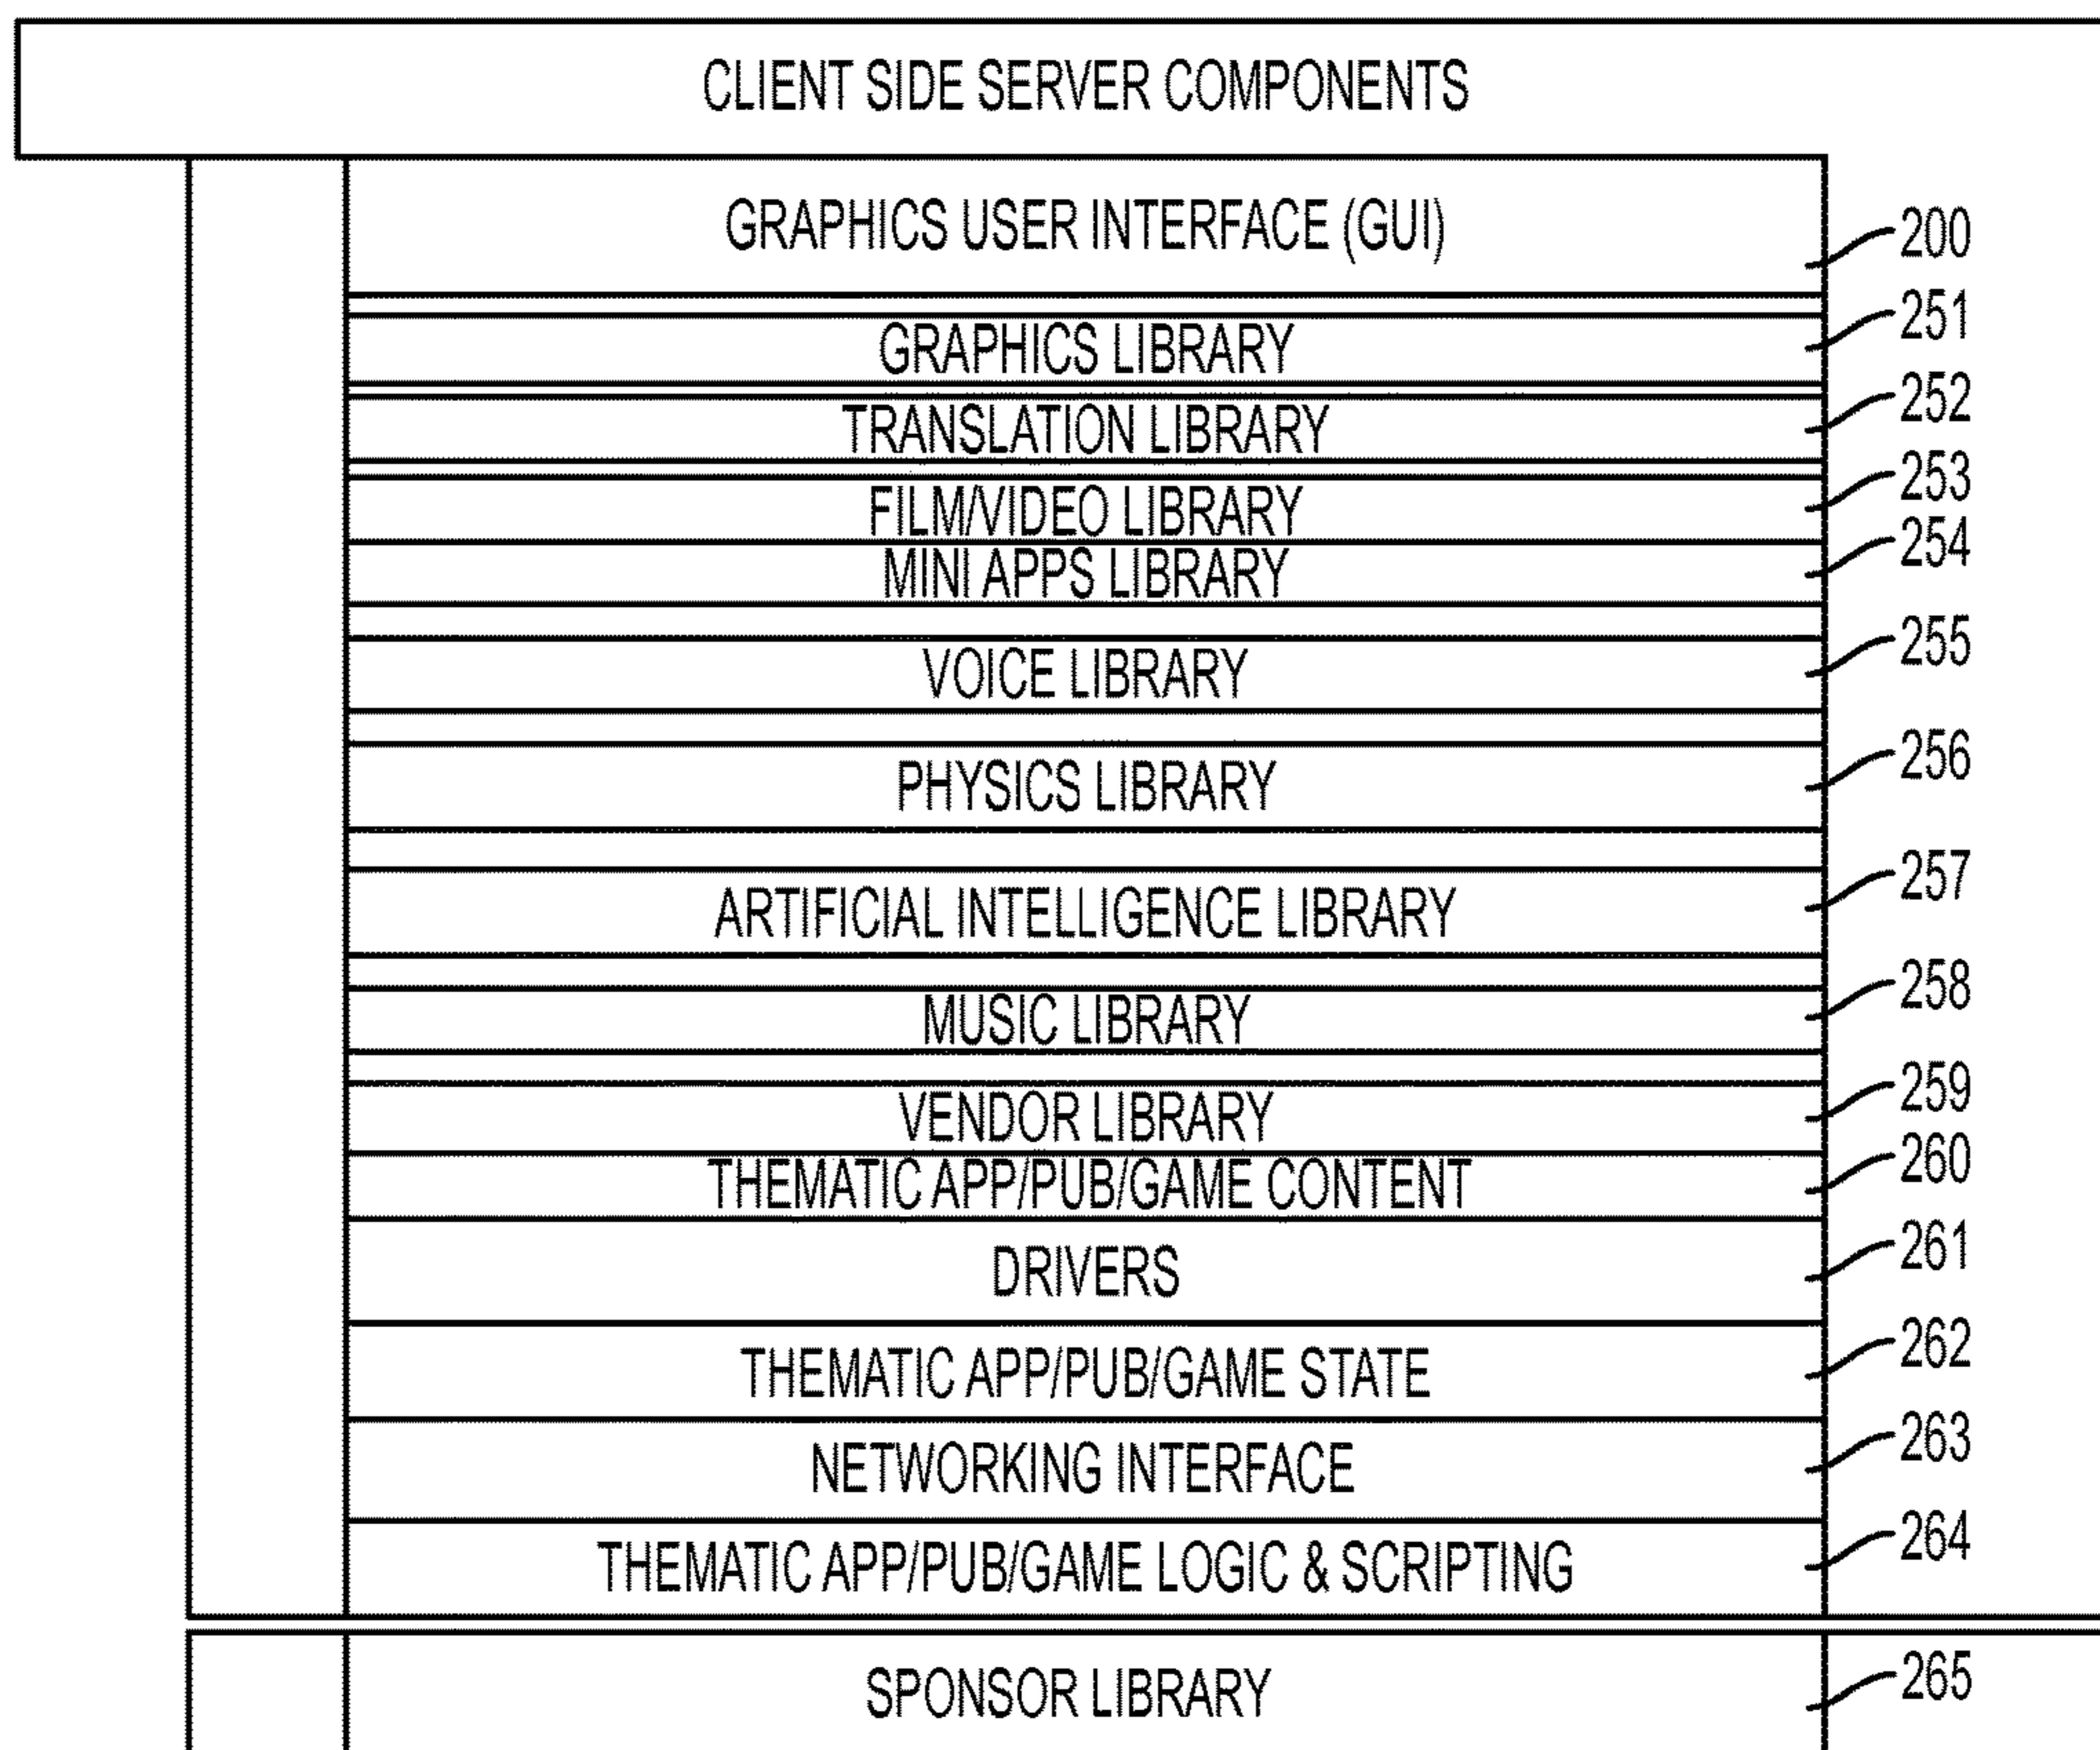 CLIENT SIDE SERVER COMPONENTS
GRAPHICS USER INTERFACE (GUI) 200
GRAPHICS LIBRARY 251
TRANSLATION LIBRARY 252
FILM/VIDEO LIBRARY 253
MINI APPS LIBRARY 254
VOICE LIBRARY 255
PHYSICS LIBRARY 256
ARTIFICIAL INTELLIGENCE LIBRARY 257
MUSIC LIBRARY 258
VENDOR LIBRARY 259
THEMATIC APP/PUB/GAME CONTENT 260
DRIVERS 261
THEMATIC APP/PUB/GAME STATE 262
NETWORKING INTERFACE 263
THEMATIC APP/PUB/GAME LOGIC & SCRIPTING 264
SPONSOR LIBRARY 265